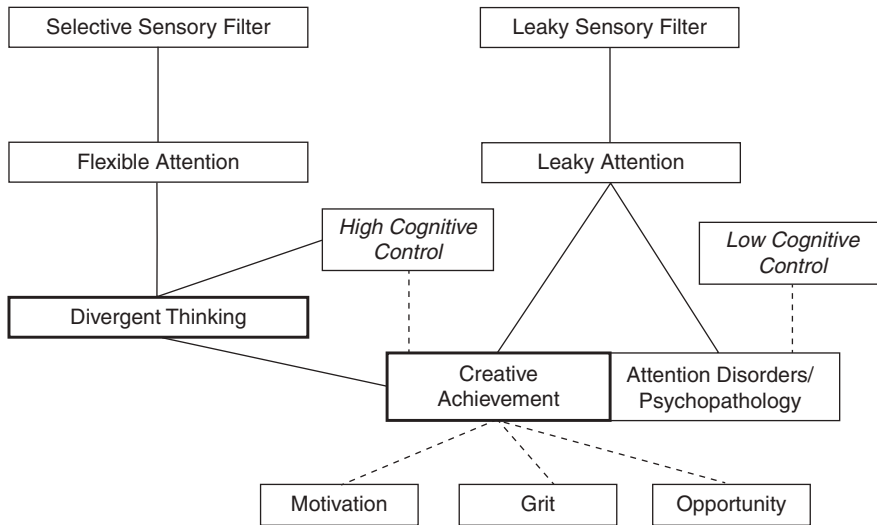 Selective Sensory Filter
Leaky Sensory Filter
Flexible Attention
Leaky Attention
High Cognitive
Control
Low Cognitive
Control
Divergent Thinking
Creative
Achievement
Attention Disorders/
Psychopathology
Motivation
Grit
Opportunity